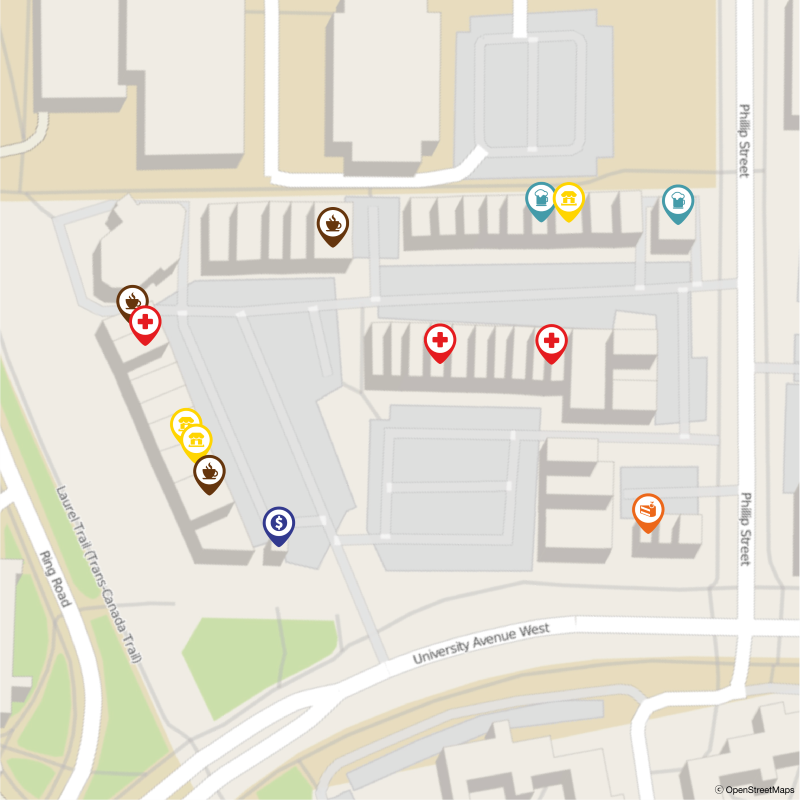 Phillip Street
Laurel Trail (Trans-Canada Trail)
Ring Road
$
Phillip Street
University Avenue West
© OpenStreetMaps